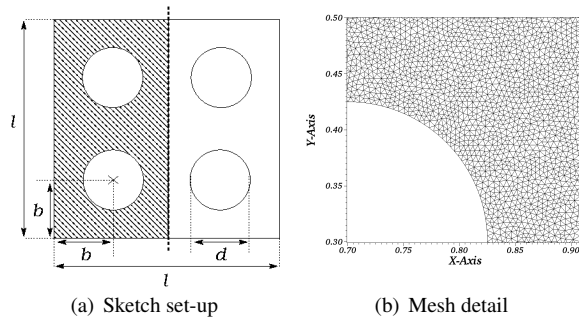 l
b
b
d
l
(a) Sketch set-up
0.50
0.45
0.40
0.35
0.30
Y-Axis
0.70 0.75 0.80 0.85 0.90
X-Axis
(b) Mesh detail